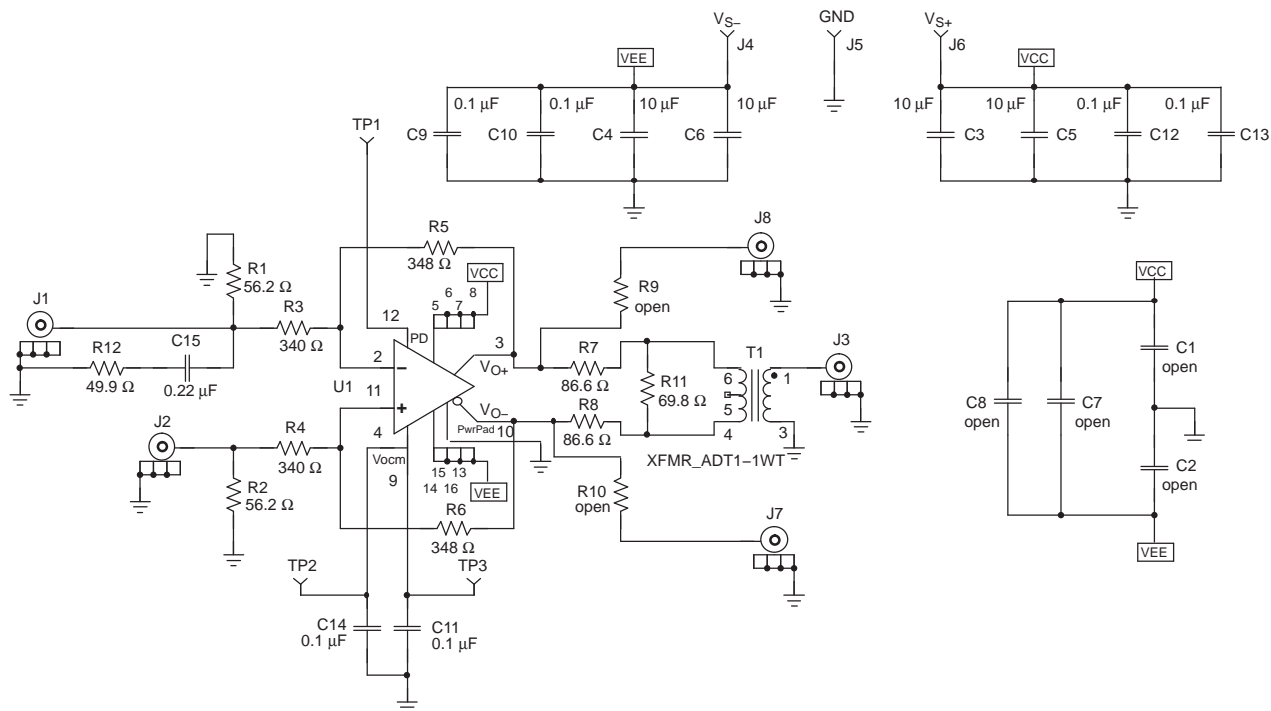 VS−
J4
GND
J5
VS+
J6
VEE
VCC
0.1 µF
0.1 µF
10 µF
10 µF
10 µF
10 µF
0.1 µF
0.1 µF
TP1
C9
C10
C4
C6
C3
C5
C12
C13
R5
348 Ω
J8
VCC
R1
56.2 Ω
R9
open
6
8
5
7
VCC
J1
R3
340 Ω
12
PD
3
J3
C15
R12
49.9 Ω
0.22 µF
2
11
U1
VO+
R7
86.6 Ω
R11
69.8 Ω
T1
6
5
4
1
3
C1
open
C8
open
C7
open
J2
R4
340 Ω
4
Vocm
9
VO−
PwrPad
10
R8
86.6 Ω
XFMR_ADT1−1WT
15
13
14
16
VEE
R2
56.2 Ω
R10
open
C2
open
R6
348 Ω
J7
VEE
TP2
TP3
C14
0.1 µF
C11
0.1 µF